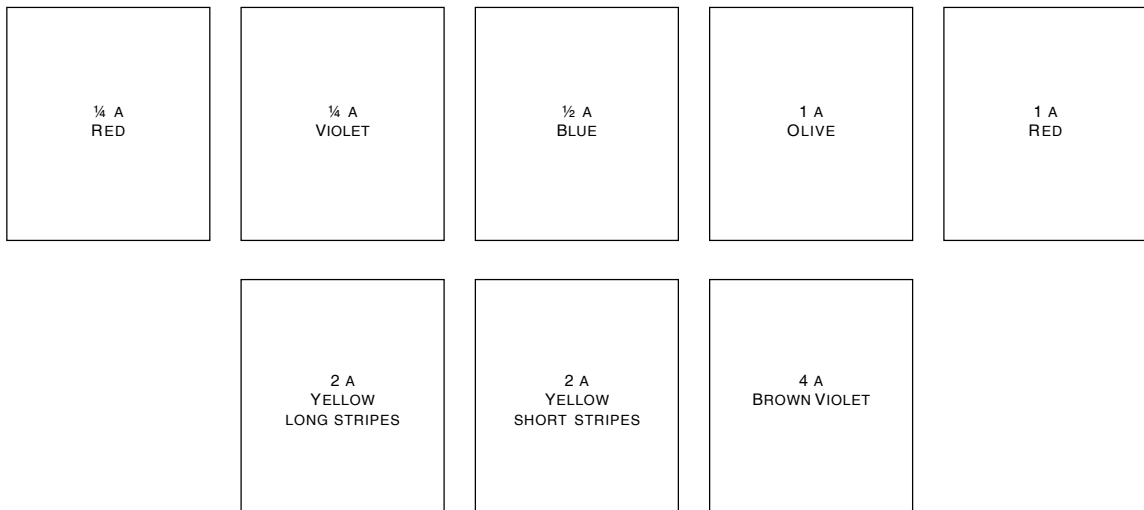 ¼ A
RED
¼ A
VIOLET
½ A
BLUE
1 A
OLIVE
1 A
RED
2 A
YELLOW
LONG STRIPES
2 A
YELLOW
SHORT STRIPES
4 A
BROWN VIOLET